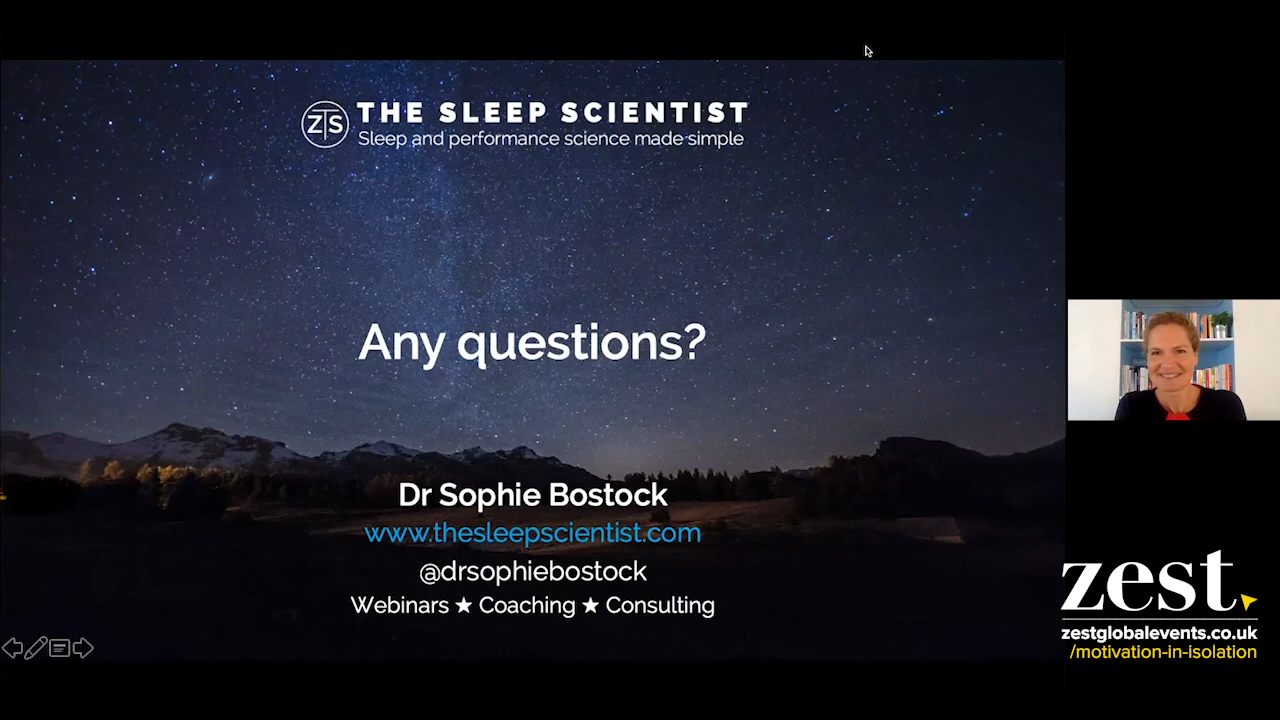 ZTS
THE SLEEP SCIENTIST
Sleep and performance science made simple
Any questions?
Dr Sophie Bostock
www.thesleepscientist.com
@drsophiebostock
Webinars ★ Coaching ★ Consulting
zest
zestglobalevents.co.uk
/motivation-in-isolation